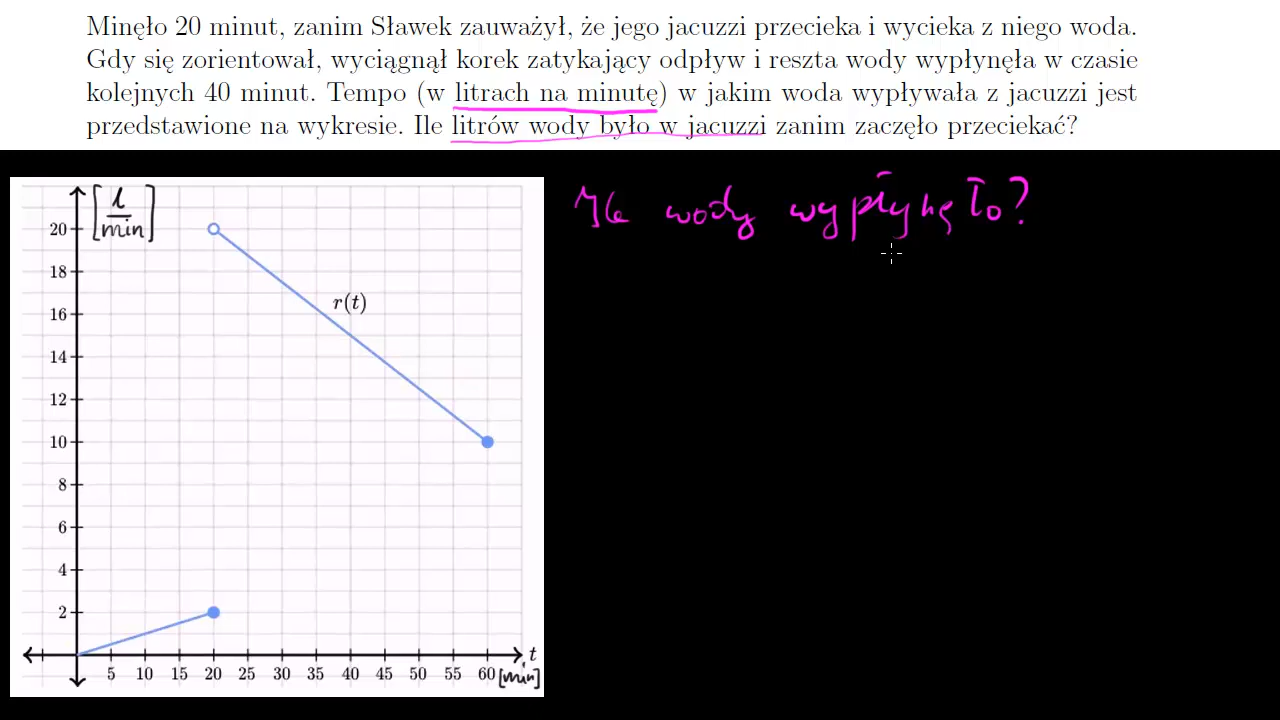 Minęło 20 minut, zanim Sławek zauważył, że jego jacuzzi przecieka i wycieka z niego woda.
Gdy się zorientował, wyciągnął korek zatykający odpływ i reszta wody wypłynęła w czasie
kolejnych 40 minut. Tempo (w litrach na minutę) w jakim woda wypływała z jacuzzi jest
przedstawione na wykresie. Ile litrów wody było w jacuzzi zanim zaczęło przeciekać?
Ile wody wypłynęło?
[l/min]
20
18
16
14
12
10
8
6
4
2
r(t)
t
5 10 15 20 25 30 35 40 45 50 55 60 [min]